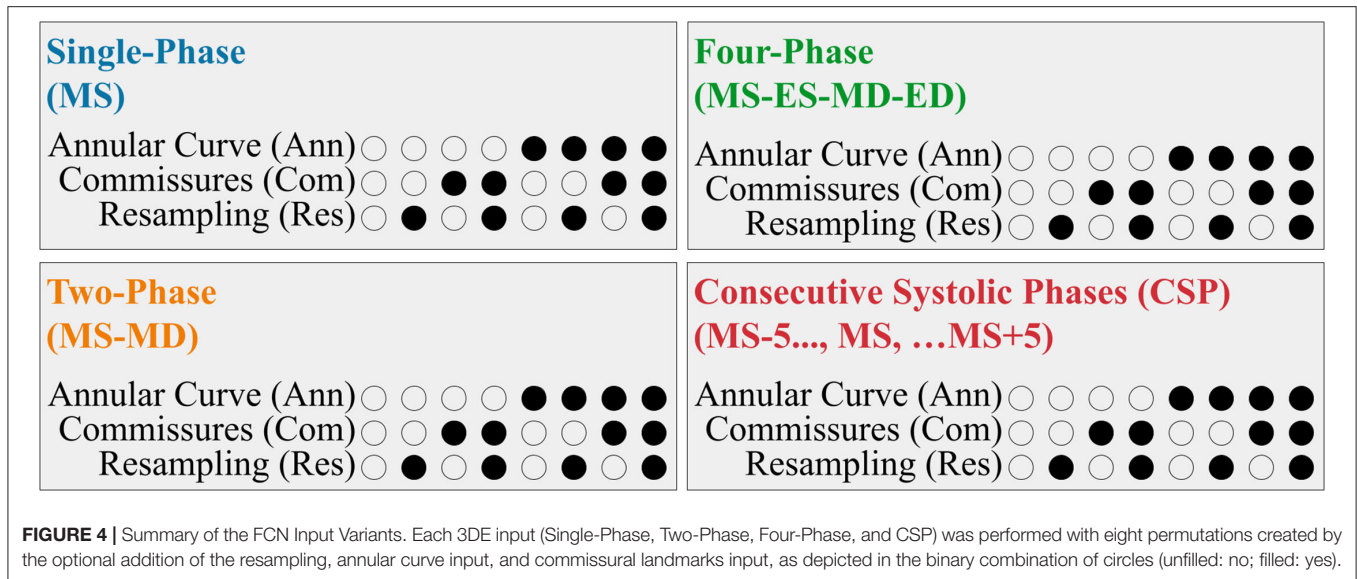 Single-Phase
(MS)
Annular Curve (Ann)
Commissures (Com)
Resampling (Res)
Four-Phase
(MS-ES-MD-ED)
Annular Curve (Ann)
Commissures (Com)
Resampling (Res)
Two-Phase
(MS-MD)
Annular Curve (Ann)
Commissures (Com)
Resampling (Res)
Consecutive Systolic Phases (CSP)
(MS-5..., MS, …MS+5)
Annular Curve (Ann)
Commissures (Com)
Resampling (Res)
FIGURE 4 | Summary of the FCN Input Variants. Each 3DE input (Single-Phase, Two-Phase, Four-Phase, and CSP) was performed with eight permutations created by
the optional addition of the resampling, annular curve input, and commissural landmarks input, as depicted in the binary combination of circles (unfilled: no; filled: yes).